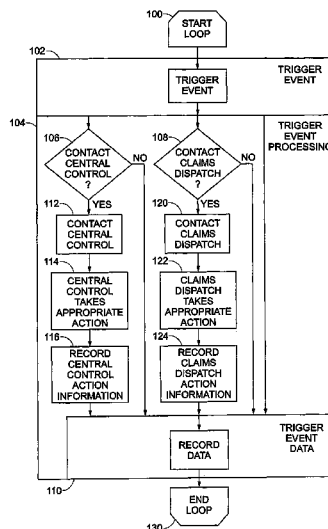 100
START
LOOP
102
TRIGGER
EVENT
TRIGGER
EVENT
104
TRIGGER
EVENT
PROCESSING
106
CONTACT
CENTRAL
CONTROL
?
NO
YES
108
CONTACT
CLAIMS
DISPATCH
?
NO
YES
112
CONTACT
CENTRAL
CONTROL
120
CONTACT
CLAIMS
DISPATCH
114
CENTRAL
CONTROL
TAKES
APPROPRIATE
ACTION
122
CLAIMS
DISPATCH
TAKES
APPROPRIATE
ACTION
116
RECORD
CENTRAL
CONTROL
ACTION
INFORMATION
124
RECORD
CLAIMS
DISPATCH
ACTION
INFORMATION
TRIGGER
EVENT
DATA
RECORD
DATA
110
END
LOOP
130